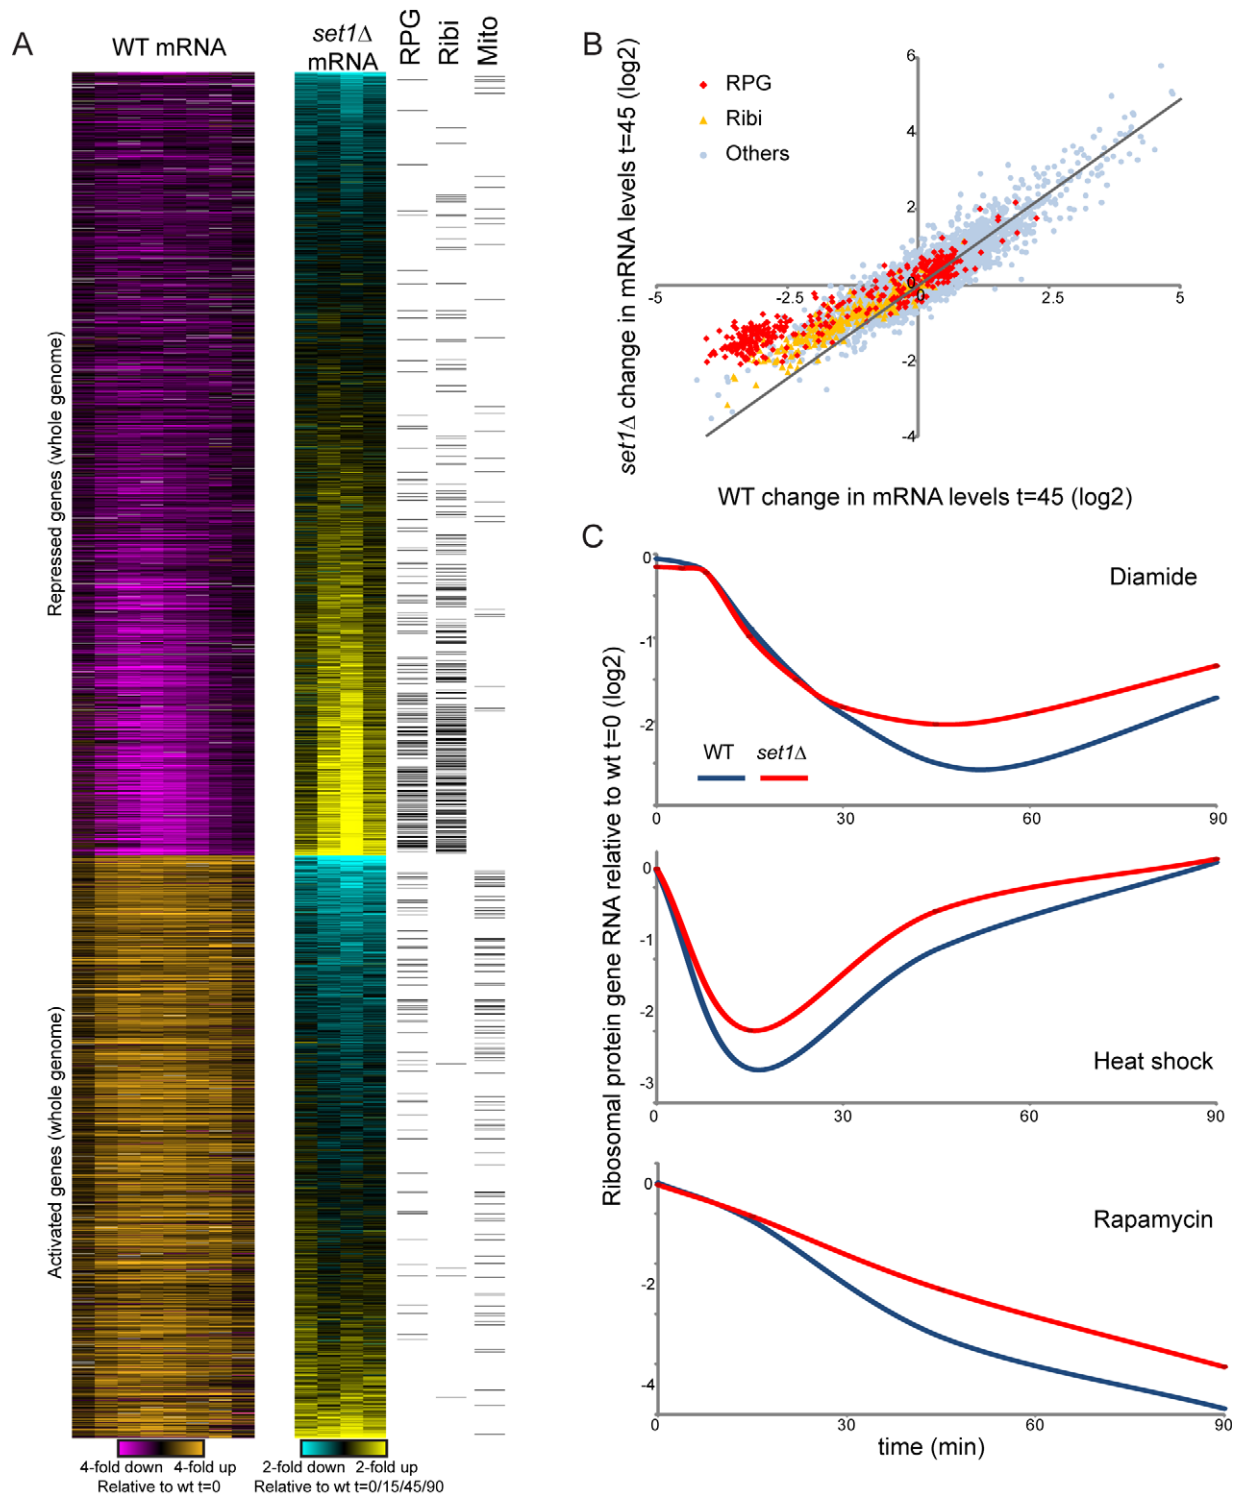 A
WT mRNA
set1Δ
mRNA
RPG
Ribi
Mito
Repressed genes (whole genome)
Activated genes (whole genome)
4-fold down 4-fold up
Relative to wt t=0
2-fold down 2-fold up
Relative to wt t=0/15/45/90
B
set1Δ change in mRNA levels t=45 (log2)
RPG
Ribi
Others
6
4
2
0
-2
-4
-5
-2.5
0
2.5
5
WT change in mRNA levels t=45 (log2)
C
Ribosomal protein gene RNA relative to wt t=0 (log2)
Diamide
0
-1
-2
WT set1Δ
0
30
60
90
Heat shock
0
-1
-2
-3
0
30
60
90
Rapamycin
0
-2
-4
0
30
60
90
time (min)